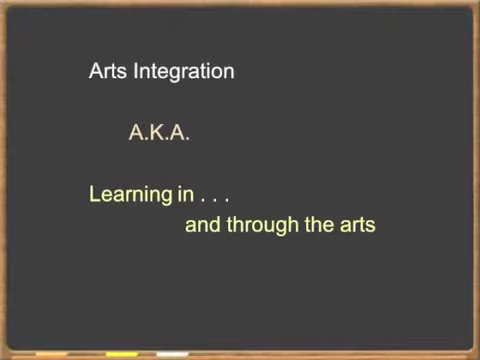 Arts Integration
A.K.A.
Learning in . . .
and through the arts